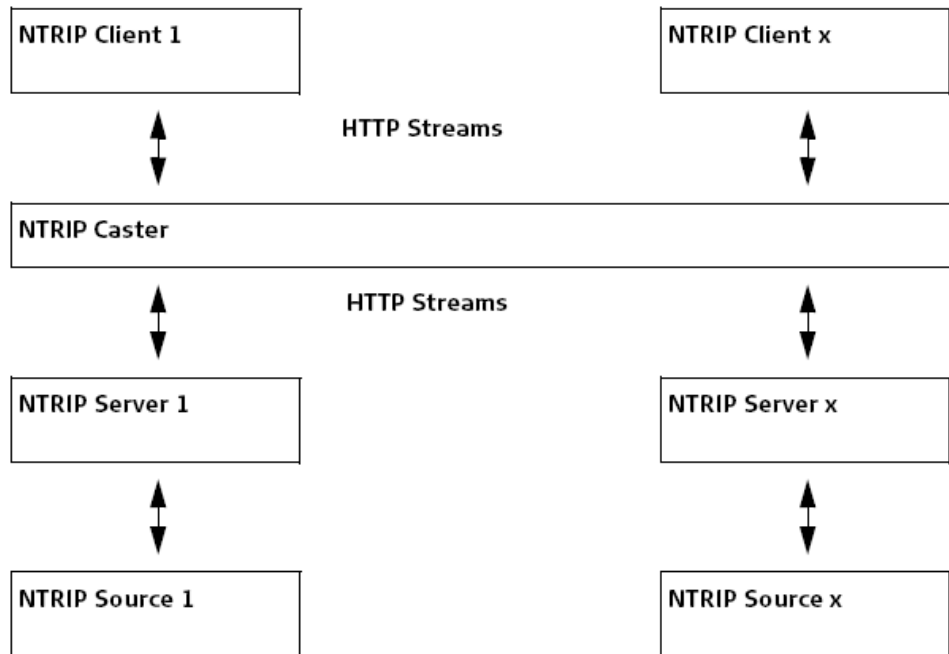 NTRIP Client 1
NTRIP Client x
HTTP Streams
NTRIP Caster
HTTP Streams
NTRIP Server 1
NTRIP Server x
NTRIP Source 1
NTRIP Source x